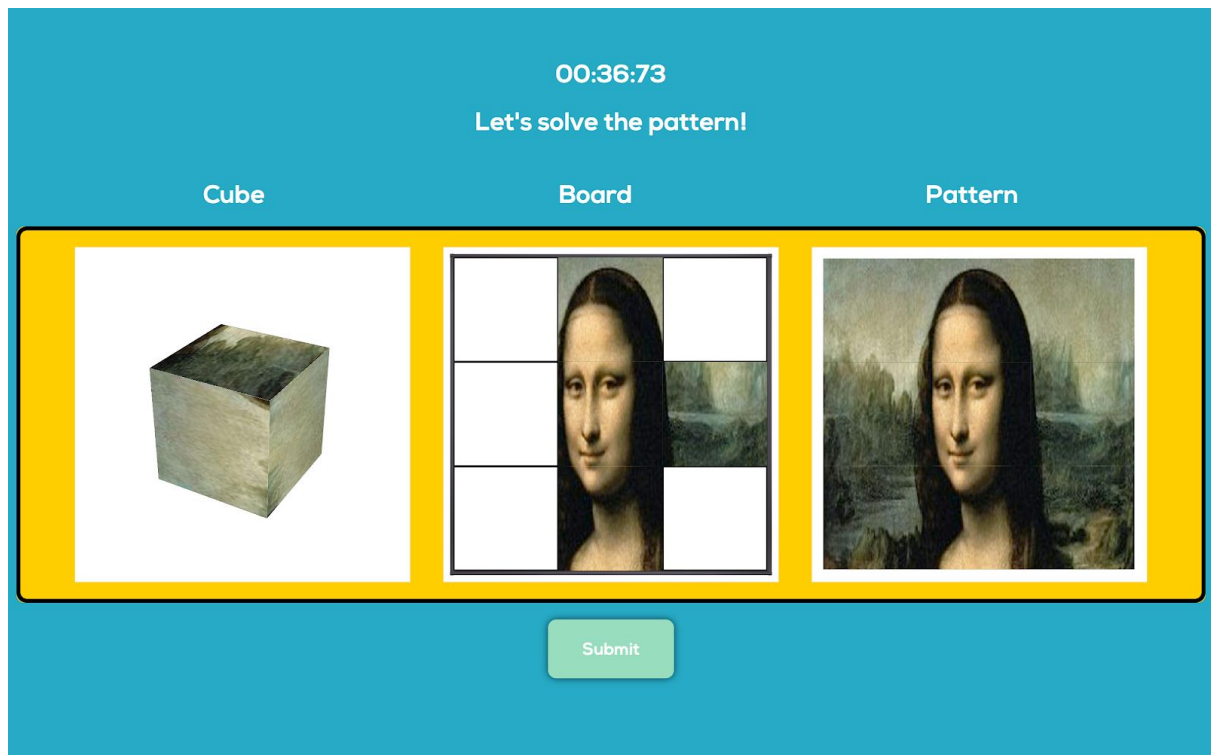 00:36:73
Let's solve the pattern!
Cube
Board
Pattern
Submit